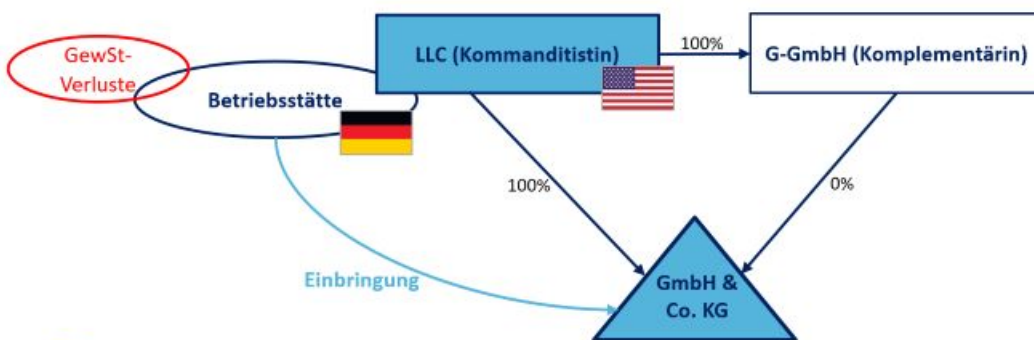 GewSt-
Verluste
Betriebsstätte
LLC (Kommanditistin)
100%
G-GmbH (Komplementärin)
100%
0%
Einbringung
GmbH &
Co. KG